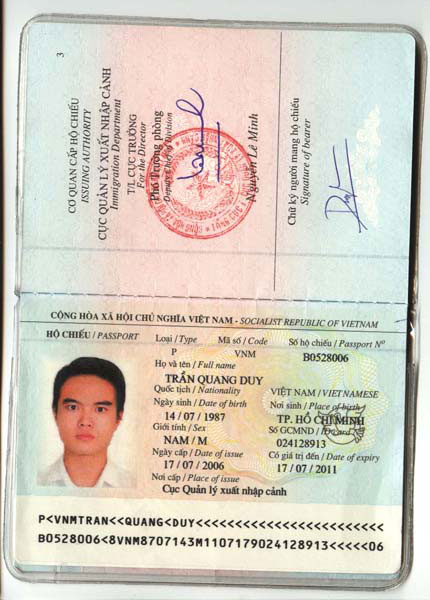 3
CƠ QUAN CẤP HỘ CHIẾU
ISSUING AUTHORITY
CỤC QUẢN LÝ XUẤT NHẬP CẢNH
Immigration Department
T/L CỤC TRƯỞNG
For the Director
Phó Trưởng phòng
Deputy Chief of Division
Nguyễn Lê Minh
Chữ ký người mang hộ chiếu
Signature of bearer
CỘNG HÒA XÃ HỘI CHỦ NGHĨA VIỆT NAM - SOCIALIST REPUBLIC OF VIETNAM
HỘ CHIẾU / PASSPORT Loại / Type Mã số / Code Số hộ chiếu / Passport Nº
P VNM B0528006
Họ và tên / Full name
TRẦN QUANG DUY
Quốc tịch / Nationality VIỆT NAM / VIETNAMESE
Ngày sinh / Date of birth Nơi sinh / Place of birth
14 / 07 / 1987 TP. HỒ CHÍ MINH
Giới tính / Sex Số GCMND / ID card Nº
NAM / M 024128913
Ngày cấp / Date of issue Có giá trị đến / Date of expiry
17 / 07 / 2006 17 / 07 / 2011
Nơi cấp / Place of issue
Cục Quản lý xuất nhập cảnh
P<VNMTRAN<<QUANG<DUY<<<<<<<<<<<<<<<<<<<<<<<<
B0528006<8VNM8707143M1107179024128913<<<<<06